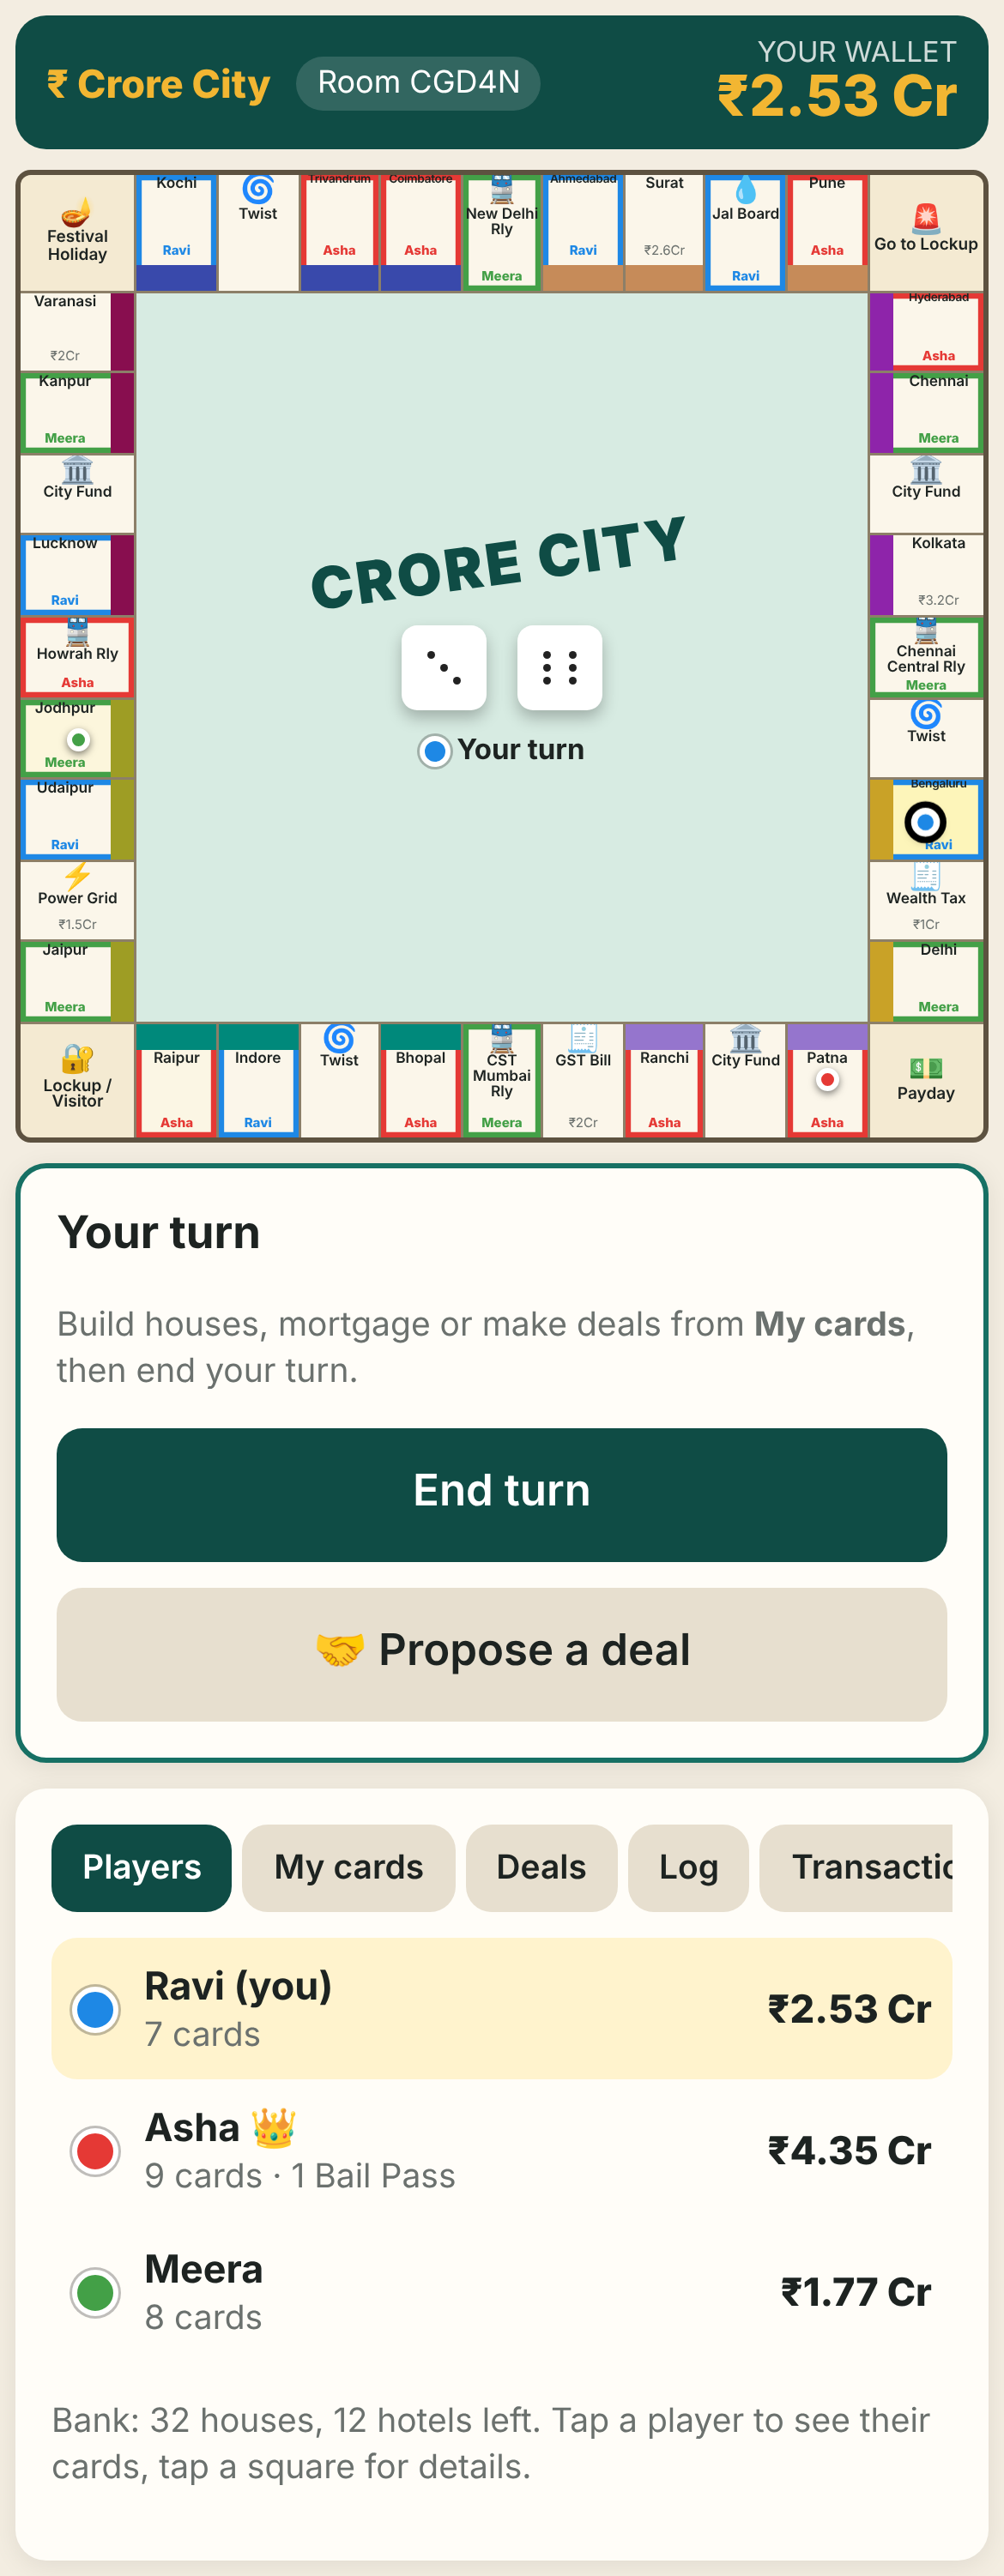 ₹ Crore City
Room CGD4N
YOUR WALLET
₹2.53 Cr
Festival
Holiday
Kochi
Ravi
Twist
Trivandrum
Asha
Coimbatore
Asha
New Delhi
Rly
Meera
Ahmedabad
Ravi
Surat
₹2.6Cr
Jal Board
Ravi
Pune
Asha
Go to Lockup
Varanasi
₹2Cr
Hyderabad
Asha
Kanpur
Meera
Chennai
Meera
City Fund
City Fund
Lucknow
Ravi
Kolkata
₹3.2Cr
Howrah Rly
Asha
Chennai
Central Rly
Meera
Jodhpur
Meera
Twist
Udaipur
Ravi
Bengaluru
Ravi
Power Grid
₹1.5Cr
Wealth Tax
₹1Cr
Jaipur
Meera
Delhi
Meera
CRORE CITY
Your turn
Lockup /
Visitor
Raipur
Asha
Indore
Ravi
Twist
Bhopal
Asha
CST
Mumbai
Rly
Meera
GST Bill
₹2Cr
Ranchi
Asha
City Fund
Patna
Asha
Payday
Your turn
Build houses, mortgage or make deals from My cards,
then end your turn.
End turn
Propose a deal
Players
My cards
Deals
Log
Transactic
Ravi (you)
7 cards
₹2.53 Cr
Asha
9 cards · 1 Bail Pass
₹4.35 Cr
Meera
8 cards
₹1.77 Cr
Bank: 32 houses, 12 hotels left. Tap a player to see their
cards, tap a square for details.